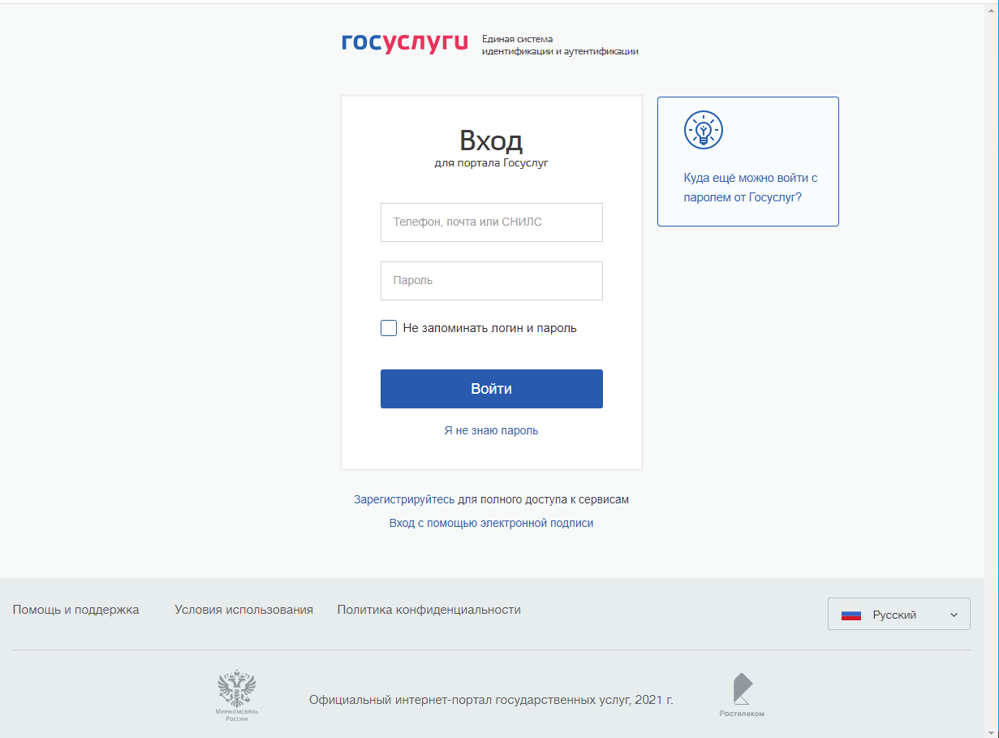 госуслуги
Единая система
идентификации и аутентификации
Вход
для портала Госуслуг
Телефон, почта или СНИЛС
Пароль
Не запоминать логин и пароль
Войти
Я не знаю пароль
Куда ещё можно войти с
паролем от Госуслуг?
Зарегистрируйтесь для полного доступа к сервисам
Вход с помощью электронной подписи
Помощь и поддержка
Условия использования
Политика конфиденциальности
Русский
Минкомсвязь
России
Официальный интернет-портал государственных услуг, 2021 г.
Ростелеком